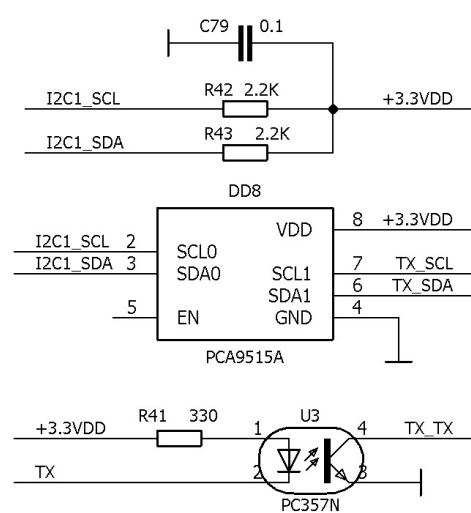 C79 0.1
I2C1_SCL R42 2.2K +3.3VDD
I2C1_SDA R43 2.2K
DD8
VDD 8 +3.3VDD
I2C1_SCL 2 SCL0
I2C1_SDA 3 SDA0 SCL1 7 TX_SCL
SDA1 6 TX_SDA
5 EN GND 4
PCA9515A
R41 330 U3
+3.3VDD 1 4 TX_TX
TX 2 3
PC357N